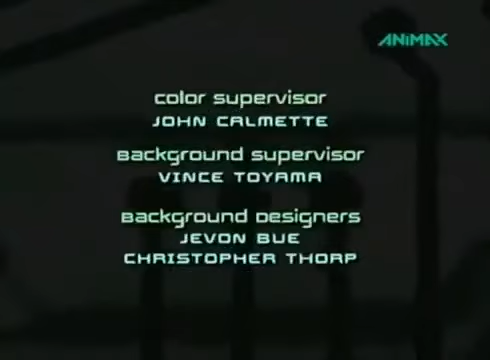 ANIMAX
color supervisor
JOHN CALMETTE
Background supervisor
VINCE TOYAMA
Background Designers
JEVON BUE
CHRISTOPHER THORP